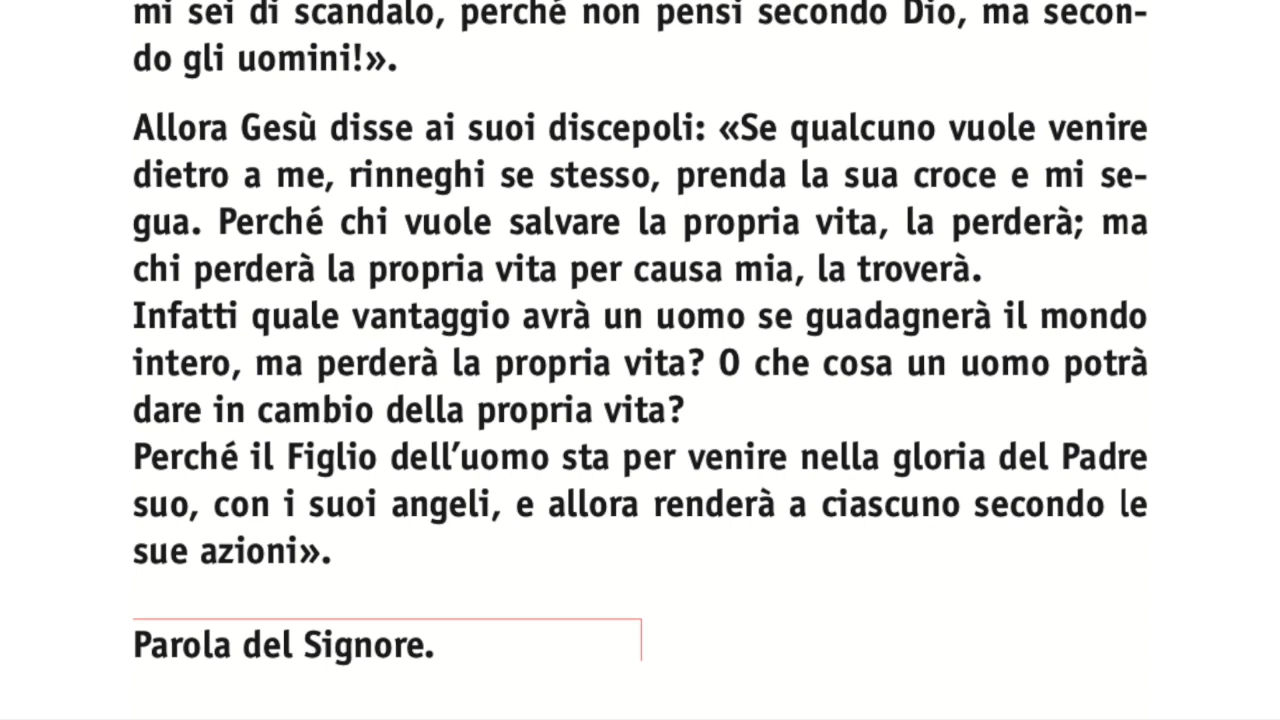 mi sei di scandalo, perché non pensi secondo Dio, ma secon-
do gli uomini!».
Allora Gesù disse ai suoi discepoli: «Se qualcuno vuole venire
dietro a me, rinneghi se stesso, prenda la sua croce e mi se-
gua. Perché chi vuole salvare la propria vita, la perderà; ma
chi perderà la propria vita per causa mia, la troverà.
Infatti quale vantaggio avrà un uomo se guadagnerà il mondo
intero, ma perderà la propria vita? O che cosa un uomo potrà
dare in cambio della propria vita?
Perché il Figlio dell’uomo sta per venire nella gloria del Padre
suo, con i suoi angeli, e allora renderà a ciascuno secondo le
sue azioni».
Parola del Signore.